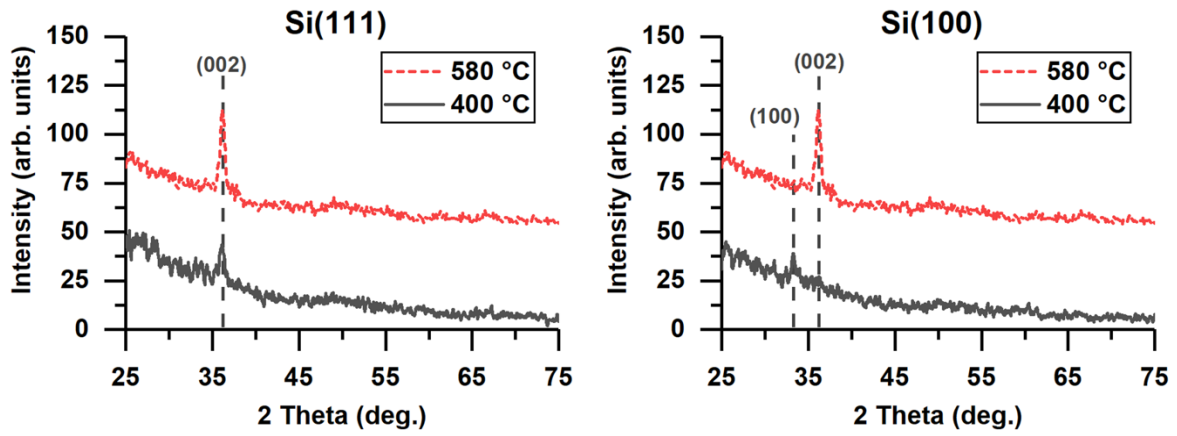 Si(111)
Intensity (arb. units)
150
125
100
75
50
25
0
(002)
580 °C
400 °C
25 35 45 55 65 75
2 Theta (deg.)
Si(100)
Intensity (arb. units)
150
125
100
75
50
25
0
(002)
(100)
580 °C
400 °C
25 35 45 55 65 75
2 Theta (deg.)